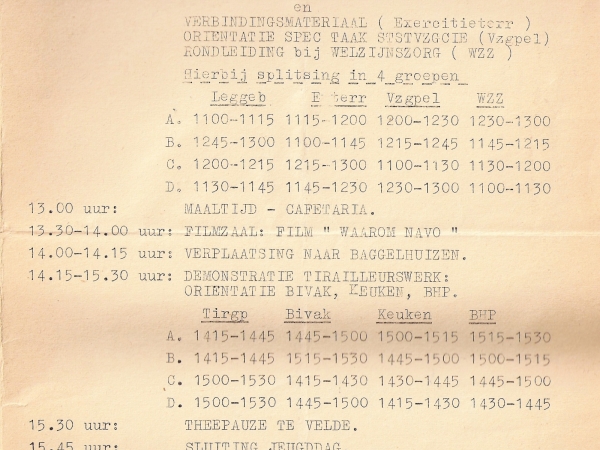 en
VERBINDINGSMATERIAAL ( Exercitieterr )
ORIENTATIE SPEC TAAK STSTVZGCIE (Vzgpel)
RONDLEIDING bij WELZIJNSZORG ( WZZ )
Hierbij splitsing in 4 groepen
Leggeb Exterr Vzgpel WZZ
A. 1100-1115 1115-1200 1200-1230 1230-1300
B. 1245-1300 1100-1145 1215-1245 1145-1215
C. 1200-1215 1215-1300 1100-1130 1130-1200
D. 1130-1145 1145-1230 1230-1300 1100-1130
13.00 uur: MAALTIJD - CAFETARIA.
13.30-14.00 uur: FILMZAAL: FILM " WAAROM NAVO "
14.00-14.15 uur: VERPLAATSING NAAR BAGGELHUIZEN.
14.15-15.30 uur: DEMONSTRATIE TIRAILLEURSWERK:
ORIENTATIE BIVAK, KEUKEN, BHP.
Tirgp Bivak Keuken BHP
A. 1415-1445 1445-1500 1500-1515 1515-1530
B. 1415-1445 1515-1530 1445-1500 1500-1515
C. 1500-1530 1415-1430 1430-1445 1445-1500
D. 1500-1530 1445-1500 1415-1430 1430-1445
15.30 uur: THEEPAUZE TE VELDE.
15.45 uur: SLUITING JEUGDDAG